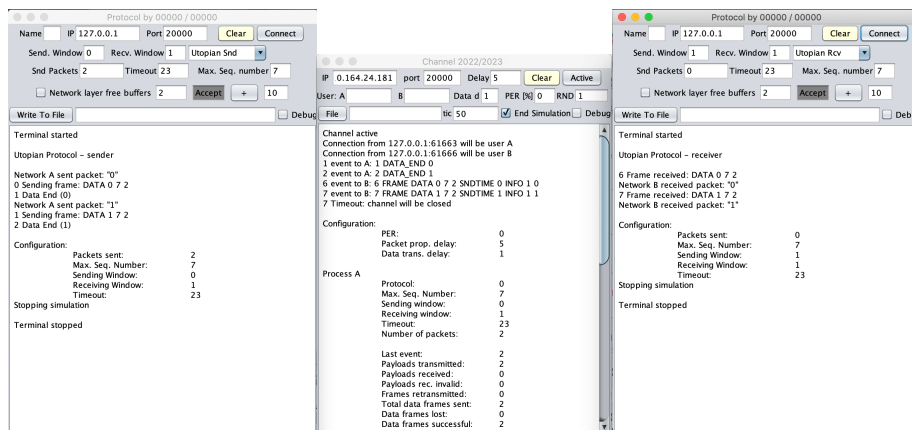 Protocol by 00000 / 00000
Name IP 127.0.0.1 Port 20000 Clear Connect
Send. Window 0 Recv. Window 1 Utopian Snd
Snd Packets 2 Timeout 23 Max. Seq. number 7
Network layer free buffers 2 Accept + 10
Write To File Debug
Terminal started
Utopian Protocol – sender
Network A sent packet: "0"
0 Sending frame: DATA 0 7 2
1 Data End (0)
Network A sent packet: "1"
1 Sending frame: DATA 1 7 2
2 Data End (1)
Configuration:
Packets sent: 2
Max. Seq. Number: 7
Sending Window: 0
Receiving Window: 1
Timeout: 23
Stopping simulation
Terminal stopped
Channel 2022/2023
IP 0.164.24.181 port 20000 Delay 5 Clear Active
User: A B Data d 1 PER [%] 0 RND 1
File tic 50 End Simulation Debug
Channel active
Connection from 127.0.0.1:61663 will be user A
Connection from 127.0.0.1:61666 will be user B
1 event to A: 1 DATA_END 0
2 event to A: 2 DATA_END 1
6 event to B: 6 FRAME DATA 0 7 2 SNDTIME 0 INFO 1 0
7 event to B: 7 FRAME DATA 1 7 2 SNDTIME 1 INFO 1 1
7 Timeout: channel will be closed
Configuration:
PER: 0
Packet prop. delay: 5
Data trans. delay: 1
Process A
Protocol: 0
Max. Seq. Number: 7
Sending window: 0
Receiving window: 1
Timeout: 23
Number of packets: 2
Last event: 2
Payloads transmitted: 2
Payloads received: 0
Payloads rec. invalid: 0
Frames retransmitted: 0
Total data frames sent: 2
Data frames lost: 0
Data frames successful: 2
Protocol by 00000 / 00000
Name IP 127.0.0.1 Port 20000 Clear Connect
Send. Window 0 Recv. Window 1 Utopian Rcv
Snd Packets 0 Timeout 23 Max. Seq. number 7
Network layer free buffers 2 Accept + 10
Write To File Deb
Terminal started
Utopian Protocol – receiver
6 Frame received: DATA 0 7 2
Network B received packet: "0"
7 Frame received: DATA 1 7 2
Network B received packet: "1"
Configuration:
Packets sent: 0
Max. Seq. Number: 7
Sending Window: 1
Receiving Window: 1
Timeout: 23
Stopping simulation
Terminal stopped